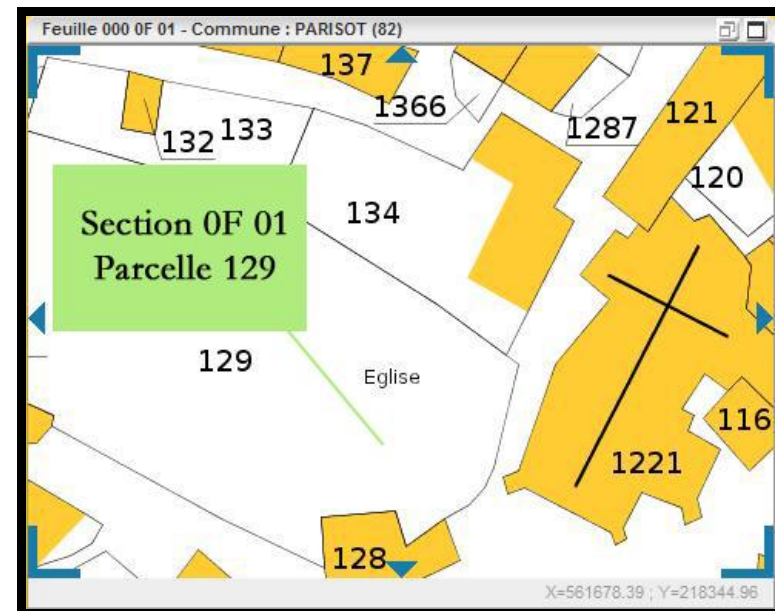 Feuille 000 0F 01 - Commune : PARISOT (82)
137
1366
132
133
1287
121
120
134
Section 0F 01
Parcelle 129
129
Eglise
116
1221
128
X=561678.39 ; Y=218344.96